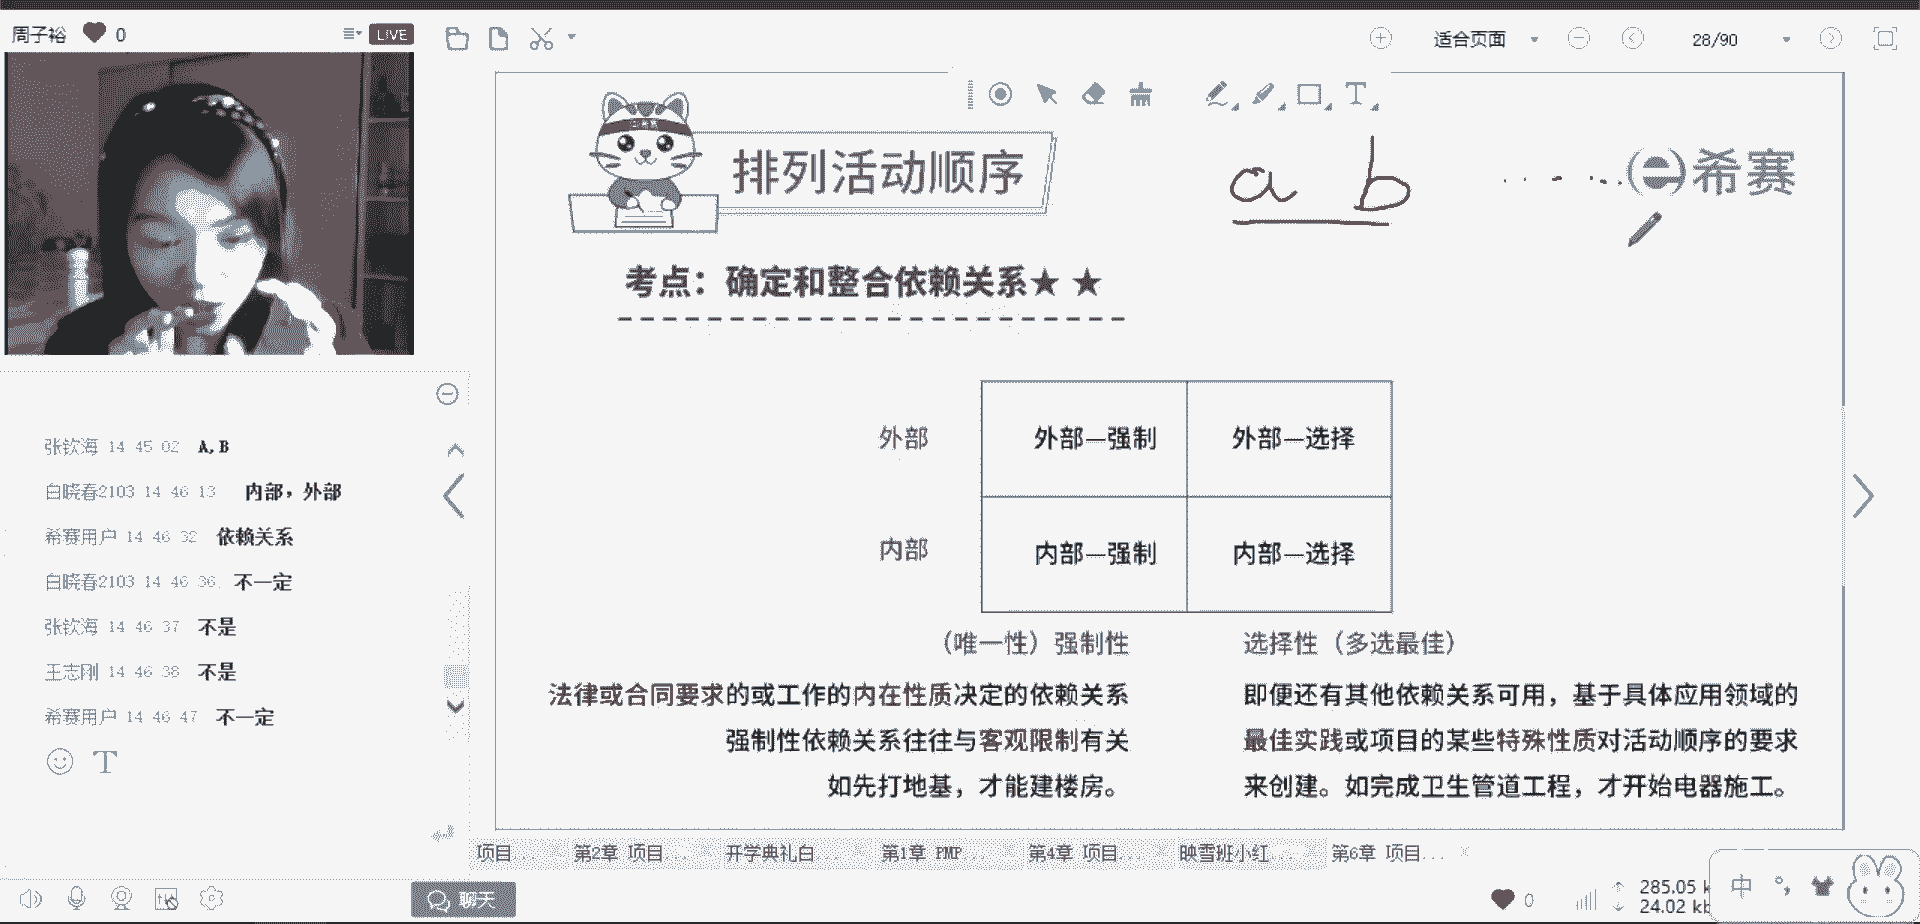 周子裕 0 LIVE
适合页面 28/90
排列活动顺序
a b
希赛
考点：确定和整合依赖关系★ ★
外部 外部—强制 外部—选择
内部 内部—强制 内部—选择
（唯一性）强制性 选择性（多选最佳）
法律或合同要求的或工作的内在性质决定的依赖关系
强制性依赖关系往往与客观限制有关
如先打地基，才能建楼房。
即便还有其他依赖关系可用，基于具体应用领域的
最佳实践或项目的某些特殊性质对活动顺序的要求
来创建。如完成卫生管道工程，才开始电器施工。
张钦海 14 45 02 A,B
白晓春2103 14 46 13 内部，外部
希赛用户 14 46 32 依赖关系
白晓春2103 14 46 36 不一定
张钦海 14 46 37 不是
王志刚 14 46 38 不是
希赛用户 14 46 47 不一定
T
项目... 第2章 项目... 开学典礼白... 第1章 PMP... 第4章 项目... 映雪班小红... 第6章 项目...
聊天
0 285.05 k
24.02 kb
中